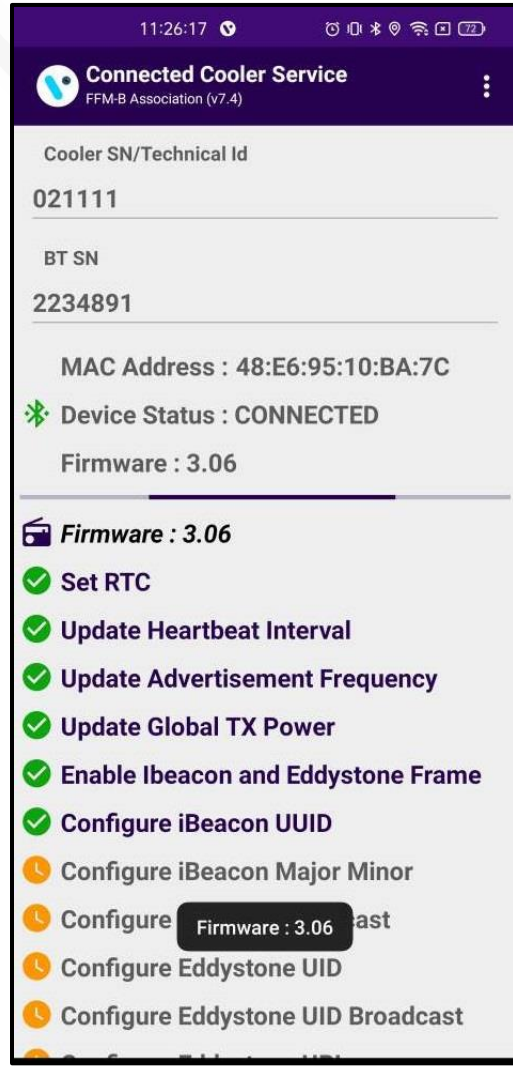 11:26:17
72
Connected Cooler Service
FFM-B Association (v7.4)
Cooler SN/Technical Id
021111
BT SN
2234891
MAC Address : 48:E6:95:10:BA:7C
Device Status : CONNECTED
Firmware : 3.06
Firmware : 3.06
Set RTC
Update Heartbeat Interval
Update Advertisement Frequency
Update Global TX Power
Enable Ibeacon and Eddystone Frame
Configure iBeacon UUID
Configure iBeacon Major Minor
Configure
Firmware : 3.06
Configure Eddystone UID
Configure Eddystone UID Broadcast